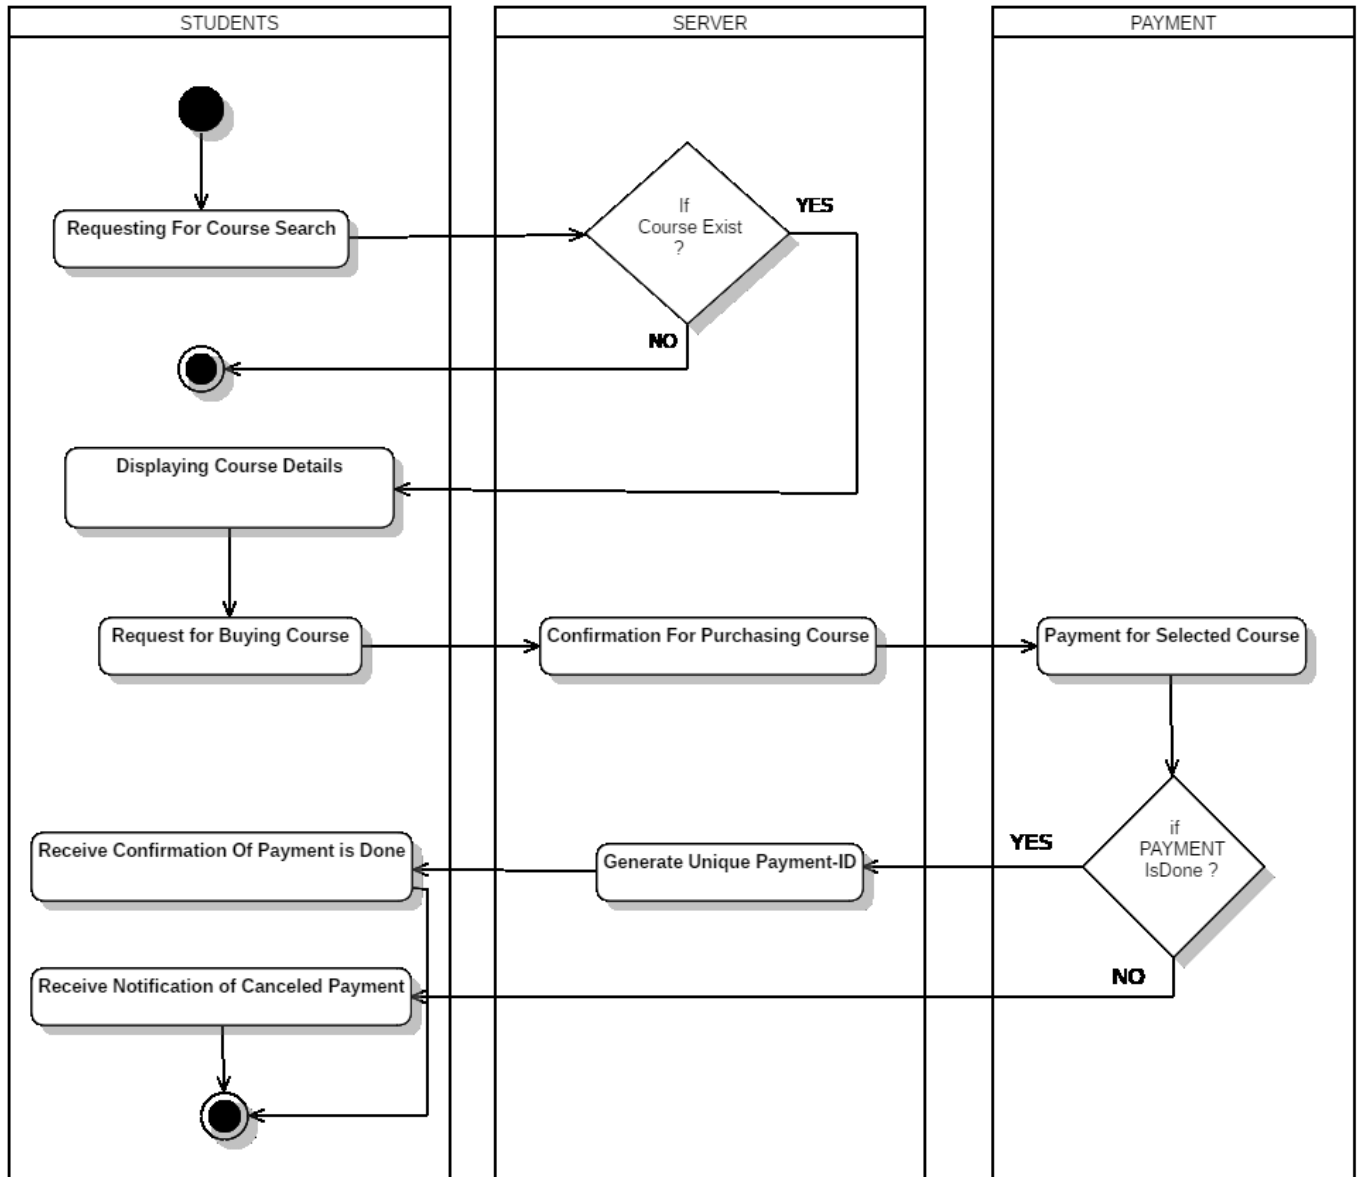 STUDENTS
SERVER
PAYMENT
Requesting For Course Search
If
Course Exist
?
YES
NO
Displaying Course Details
Request for Buying Course
Confirmation For Purchasing Course
Payment for Selected Course
Receive Confirmation Of Payment is Done
Generate Unique Payment-ID
YES
if
PAYMENT
IsDone ?
Receive Notification of Canceled Payment
NO